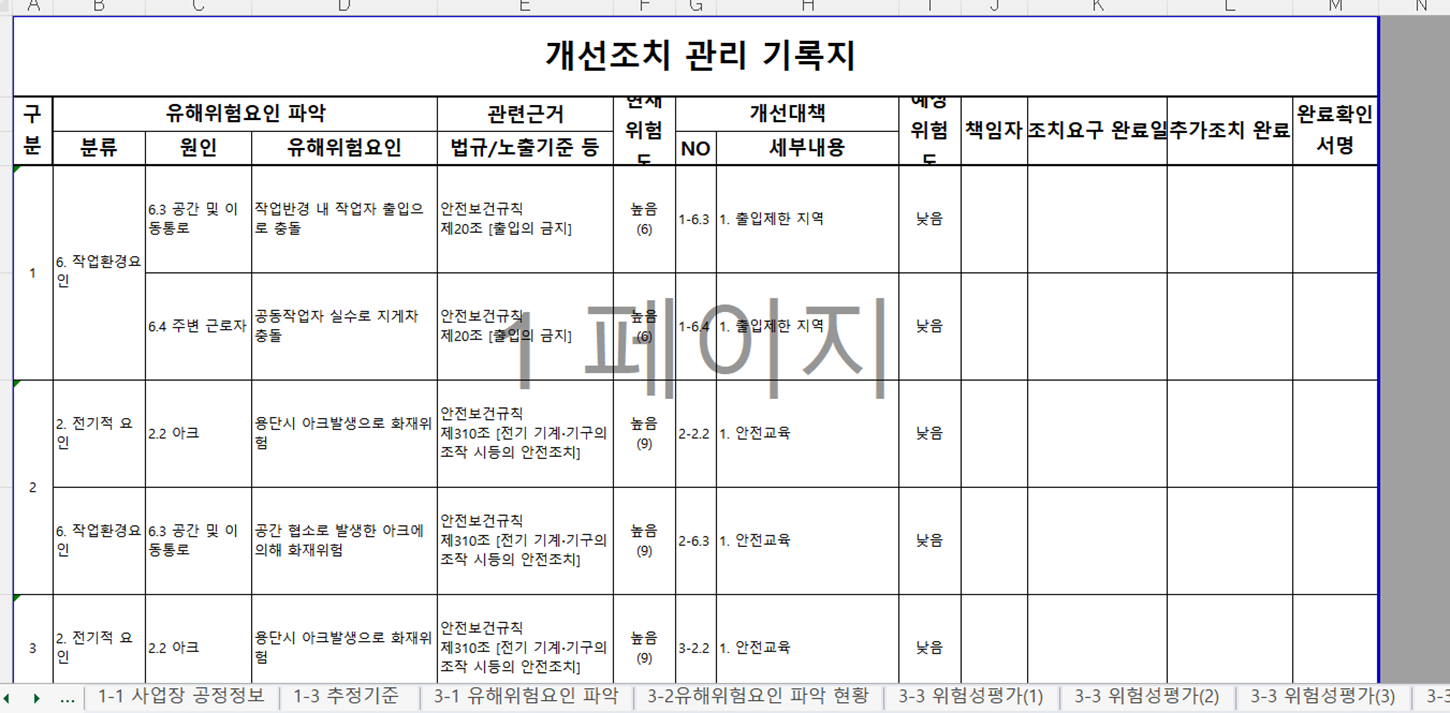 A B C D E F G H I J K L M N
개선조치 관리 기록지
구분 유해위험요인 파악 관련근거 현재 위험도 개선대책 예상 위험도 책임자 조치요구 완료일 추가조치 완료 완료확인 서명
분류 원인 유해위험요인 법규/노출기준 등 NO 세부내용
1
6. 작업환경요
인
6.3 공간 및 이
동통로
작업반경 내 작업자 출입으
로 충돌
안전보건규칙
제20조 [출입의 금지]
높음
(6)
1-6.3
1. 출입제한 지역
낮음
6.4 주변 근로자
공동작업자 실수로 지게차
충돌
안전보건규칙
제20조 [출입의 금지]
높음
(6)
1-6.4
1. 출입제한 지역
낮음
1 페이지
2
2. 전기적 요
인
2.2 아크
용단시 아크발생으로 화재위
험
안전보건규칙
제310조 [전기 기계·기구의
조작 시등의 안전조치]
높음
(9)
2-2.2
1. 안전교육
낮음
6. 작업환경요
인
6.3 공간 및 이
동통로
공간 협소로 발생한 아크에
의해 화재위험
안전보건규칙
제310조 [전기 기계·기구의
조작 시등의 안전조치]
높음
(9)
2-6.3
1. 안전교육
낮음
3
2. 전기적 요
인
2.2 아크
용단시 아크발생으로 화재위
험
안전보건규칙
제310조 [전기 기계·기구의
조작 시등의 안전조치]
높음
(9)
3-2.2
1. 안전교육
낮음
... 1-1 사업장 공정정보 1-3 추정기준 3-1 유해위험요인 파악 3-2유해위험요인 파악 현황 3-3 위험성평가(1) 3-3 위험성평가(2) 3-3 위험성평가(3) 3-3